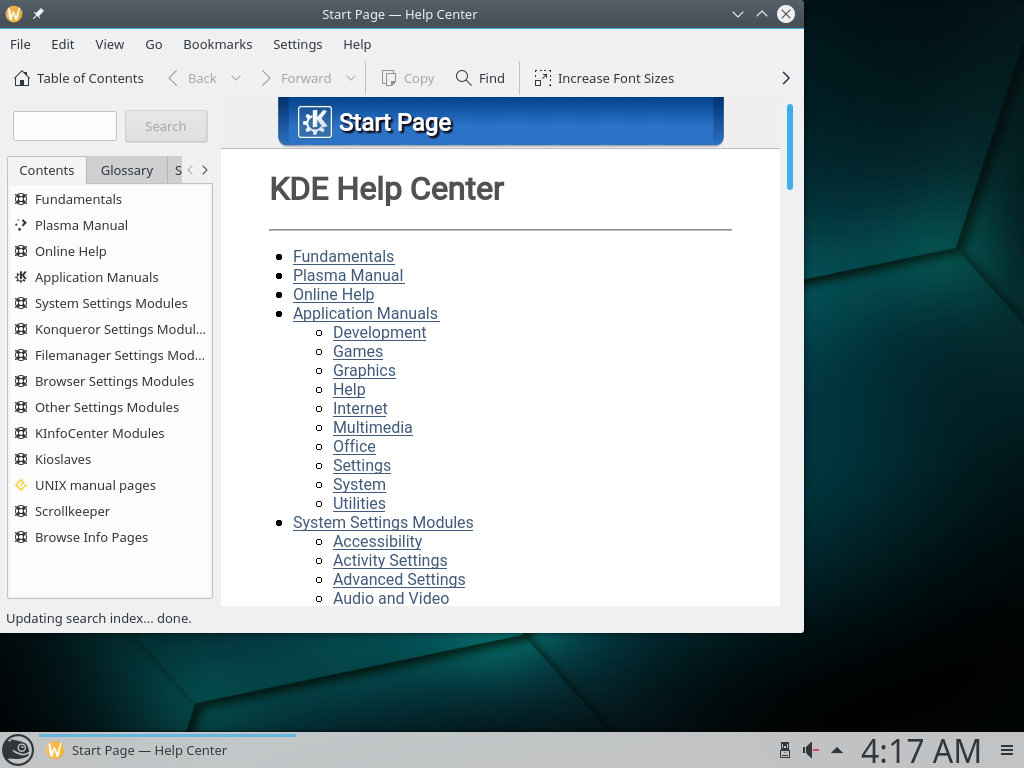 Start Page — Help Center
File Edit View Go Bookmarks Settings Help
Table of Contents Back Forward Copy Find Increase Font Sizes
Search
Contents Glossary S
Fundamentals
Plasma Manual
Online Help
Application Manuals
System Settings Modules
Konqueror Settings Modul...
Filemanager Settings Mod...
Browser Settings Modules
Other Settings Modules
KInfoCenter Modules
Kioslaves
UNIX manual pages
Scrollkeeper
Browse Info Pages
Start Page
KDE Help Center
Fundamentals
Plasma Manual
Online Help
Application Manuals
Development
Games
Graphics
Help
Internet
Multimedia
Office
Settings
System
Utilities
System Settings Modules
Accessibility
Activity Settings
Advanced Settings
Audio and Video
Updating search index... done.
Start Page — Help Center
4:17 AM